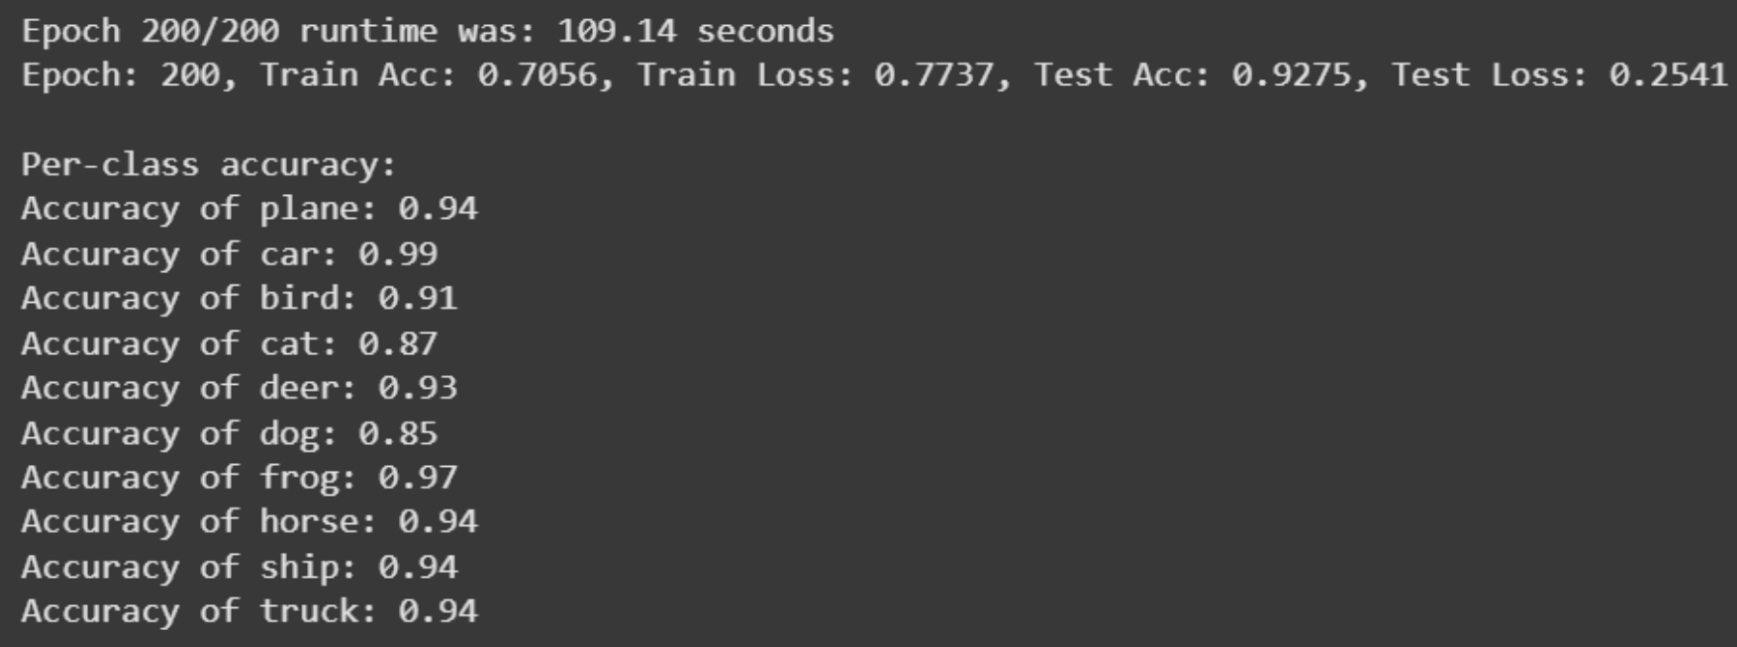 Epoch 200/200 runtime was: 109.14 seconds
Epoch: 200, Train Acc: 0.7056, Train Loss: 0.7737, Test Acc: 0.9275, Test Loss: 0.2541
Per-class accuracy:
Accuracy of plane: 0.94
Accuracy of car: 0.99
Accuracy of bird: 0.91
Accuracy of cat: 0.87
Accuracy of deer: 0.93
Accuracy of dog: 0.85
Accuracy of frog: 0.97
Accuracy of horse: 0.94
Accuracy of ship: 0.94
Accuracy of truck: 0.94